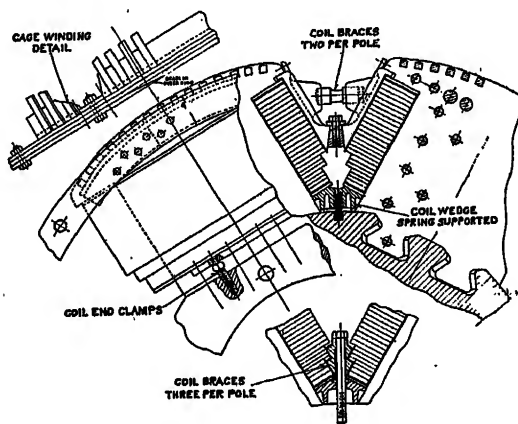 CAGE WINDING
DETAIL
COIL BRACES
TWO PER POLE
COIL WEDGE
SPRING SUPPORTED
COIL END CLAMPS
COIL BRACES
THREE PER POLE